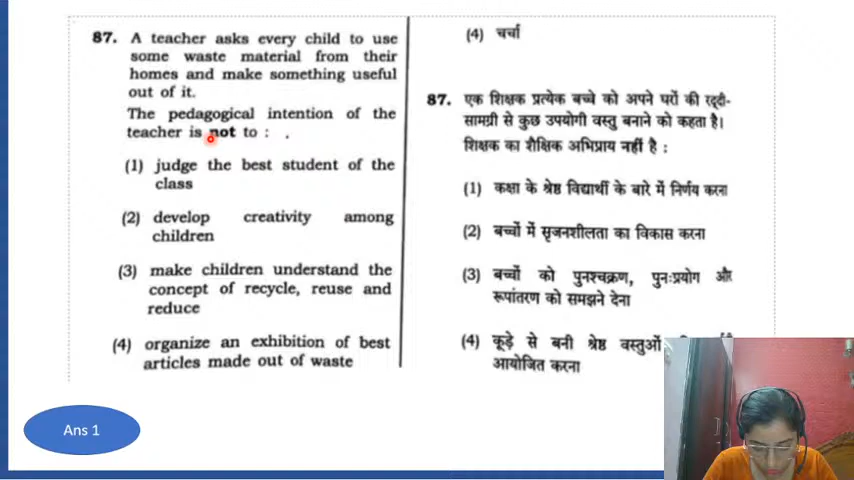 87. A teacher asks every child to use
some waste material from their
homes and make something useful
out of it.
The pedagogical intention of the
teacher is not to : .
(1) judge the best student of the
class
(2) develop creativity among
children
(3) make children understand the
concept of recycle, reuse and
reduce
(4) organize an exhibition of best
articles made out of waste
(4) चर्चा
87. एक शिक्षक प्रत्येक बच्चे को अपने घरों की रद्दी-
सामग्री से कुछ उपयोगी वस्तु बनाने को कहता है।
शिक्षक का शैक्षिक अभिप्राय नहीं है :
(1) कक्षा के श्रेष्ठ विद्यार्थी के बारे में निर्णय करना
(2) बच्चों में सृजनशीलता का विकास करना
(3) बच्चों को पुनश्चक्रण, पुनःप्रयोग और
रूपांतरण को समझने देना
(4) कूड़े से बनी श्रेष्ठ वस्तुओं
आयोजित करना
Ans 1